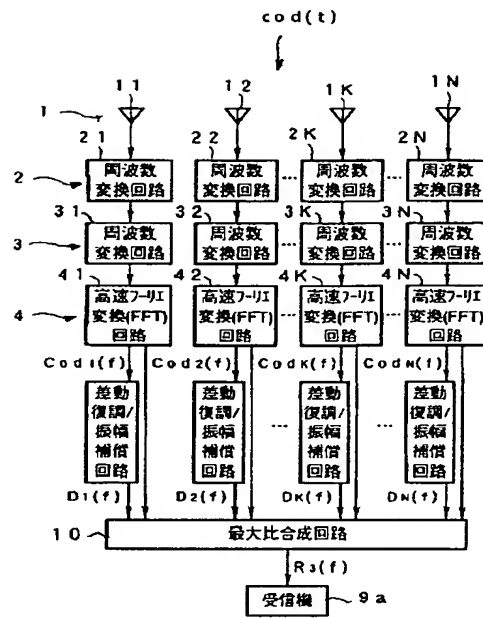 cod(t)
11 12 1K 1N
1
21 22 2K 2N
2
周波数変換回路 周波数変換回路 … 周波数変換回路 … 周波数変換回路
31 32 3K 3N
3
周波数変換回路 周波数変換回路 … 周波数変換回路 … 周波数変換回路
41 42 4K 4N
4
高速フーリエ変換(FFT)回路 高速フーリエ変換(FFT)回路 … 高速フーリエ変換(FFT)回路 … 高速フーリエ変換(FFT)回路
Cod1(f) Cod2(f) CodK(f) CodN(f)
差動復調/振幅補償回路 差動復調/振幅補償回路 … 差動復調/振幅補償回路 … 差動復調/振幅補償回路
D1(f) D2(f) DK(f) DN(f)
10
最大比合成回路
R3(f)
受信機
9a